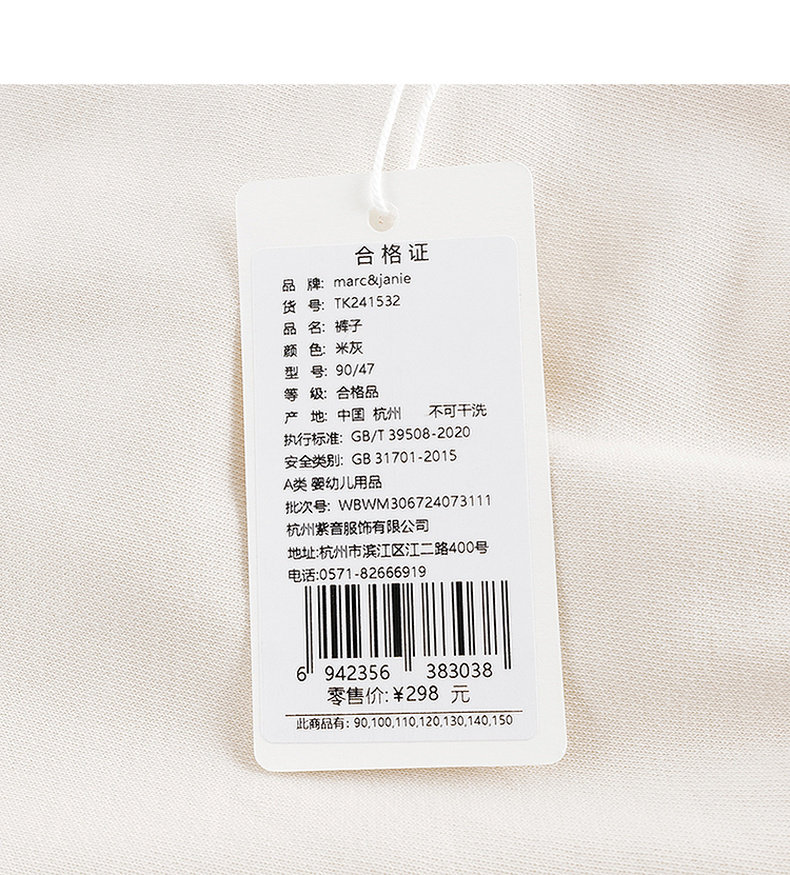 合格证
品 牌: marc&janie
货 号: TK241532
品 名: 裤子
颜 色: 米灰
型 号: 90/47
等 级: 合格品
产 地: 中国 杭州 不可干洗
执行标准: GB/T 39508-2020
安全类别: GB 31701-2015
A类 婴幼儿用品
批次号: WBWM306724073111
杭州紫音服饰有限公司
地址:杭州市滨江区江二路400号
电话:0571-82666919
6 942356 383038
零售价:¥298 元
此商品有: 90,100,110,120,130,140,150